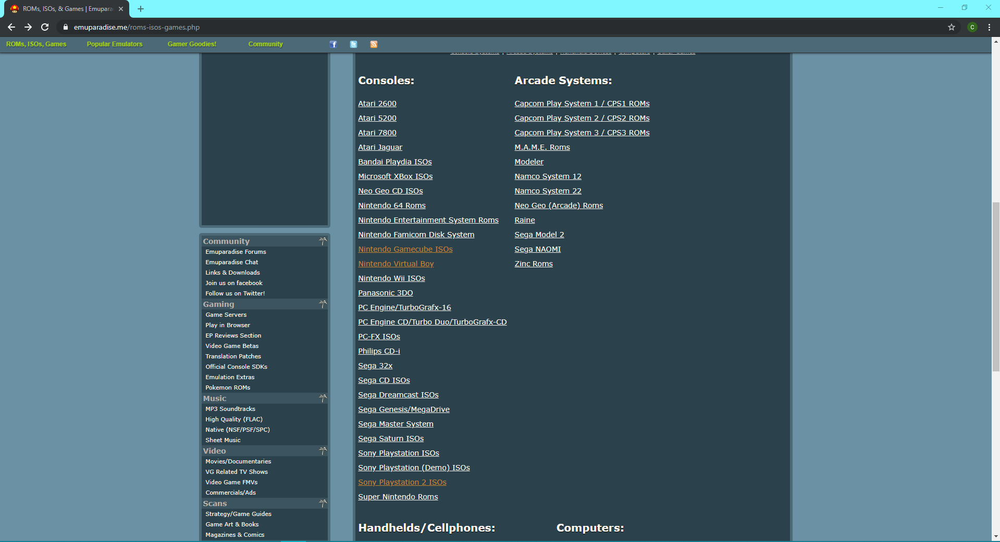 ROMs, ISOs, & Games | Emupara
emuparadise.me/roms-isos-games.php
C
ROMs, ISOs, Games
Popular Emulators
Gamer Goodies!
Community
Console Systems | Arcade Systems | Handheld Devices | Computers | Other Games
Community
Emuparadise Forums
Emuparadise Chat
Links & Downloads
Join us on facebook
Follow us on Twitter!
Gaming
Game Servers
Play in Browser
EP Reviews Section
Video Game Betas
Translation Patches
Official Console SDKs
Emulation Extras
Pokemon ROMs
Music
MP3 Soundtracks
High Quality (FLAC)
Native (NSF/PSF/SPC)
Sheet Music
Video
Movies/Documentaries
VG Related TV Shows
Video Game FMVs
Commercials/Ads
Scans
Strategy/Game Guides
Game Art & Books
Magazines & Comics
Consoles:
Atari 2600
Atari 5200
Atari 7800
Atari Jaguar
Bandai Playdia ISOs
Microsoft XBox ISOs
Neo Geo CD ISOs
Nintendo 64 Roms
Nintendo Entertainment System Roms
Nintendo Famicom Disk System
Nintendo Gamecube ISOs
Nintendo Virtual Boy
Nintendo Wii ISOs
Panasonic 3DO
PC Engine/TurboGrafx-16
PC Engine CD/Turbo Duo/TurboGrafx-CD
PC-FX ISOs
Philips CD-i
Sega 32x
Sega CD ISOs
Sega Dreamcast ISOs
Sega Genesis/MegaDrive
Sega Master System
Sega Saturn ISOs
Sony Playstation ISOs
Sony Playstation (Demo) ISOs
Sony Playstation 2 ISOs
Super Nintendo Roms
Arcade Systems:
Capcom Play System 1 / CPS1 ROMs
Capcom Play System 2 / CPS2 ROMs
Capcom Play System 3 / CPS3 ROMs
M.A.M.E. Roms
Modeler
Namco System 12
Namco System 22
Neo Geo (Arcade) Roms
Raine
Sega Model 2
Sega NAOMI
Zinc Roms
Handhelds/Cellphones:
Computers: